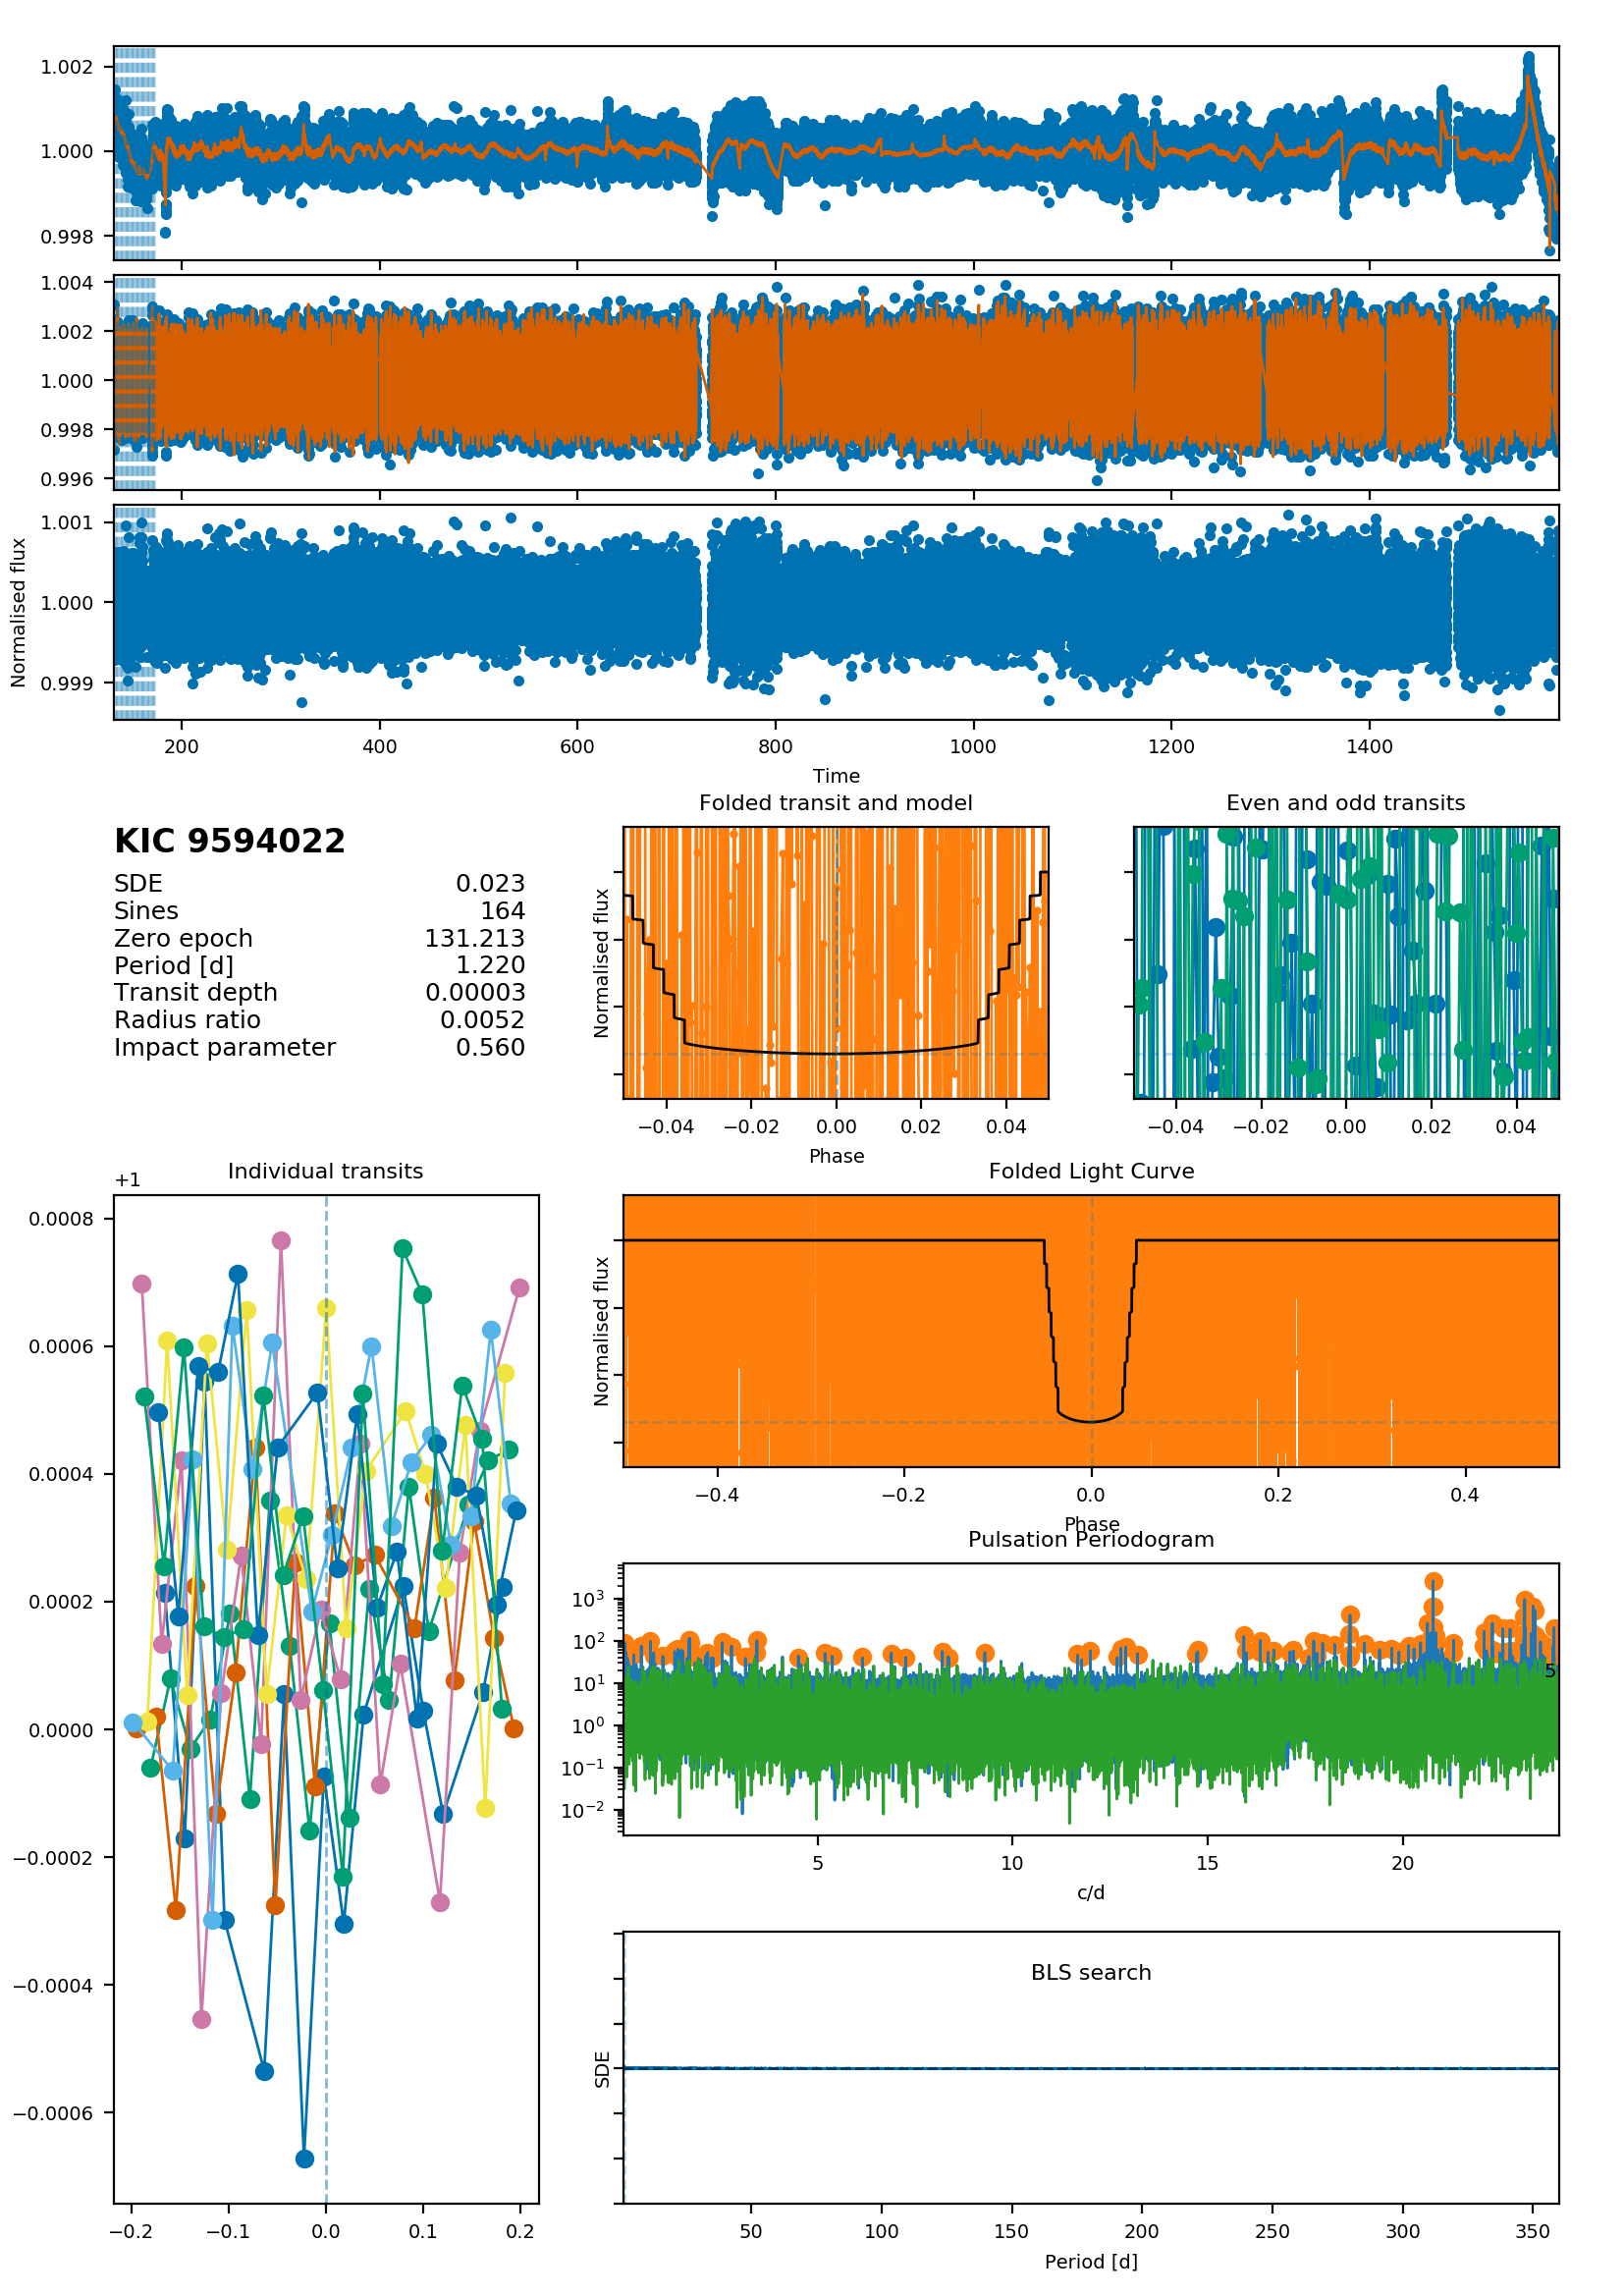 1.002
1.000
0.998
1.004
1.002
1.000
0.998
0.996
1.001
1.000
0.999
Normalised flux
200 400 600 800 1000 1200 1400
Time
KIC 9594022
SDE 0.023
Sines 164
Zero epoch 131.213
Period [d] 1.220
Transit depth 0.00003
Radius ratio 0.0052
Impact parameter 0.560
Folded transit and model
Normalised flux
−0.04 −0.02 0.00 0.02 0.04
Phase
Even and odd transits
−0.04 −0.02 0.00 0.02 0.04
Individual transits
+1
0.0008
0.0006
0.0004
0.0002
0.0000
−0.0002
−0.0004
−0.0006
−0.2 −0.1 0.0 0.1 0.2
Folded Light Curve
Normalised flux
−0.4 −0.2 0.0 0.2 0.4
Phase
Pulsation Periodogram
10³
10²
10¹
10⁰
10⁻¹
10⁻²
5
5 10 15 20
c/d
BLS search
SDE
50 100 150 200 250 300 350
Period [d]